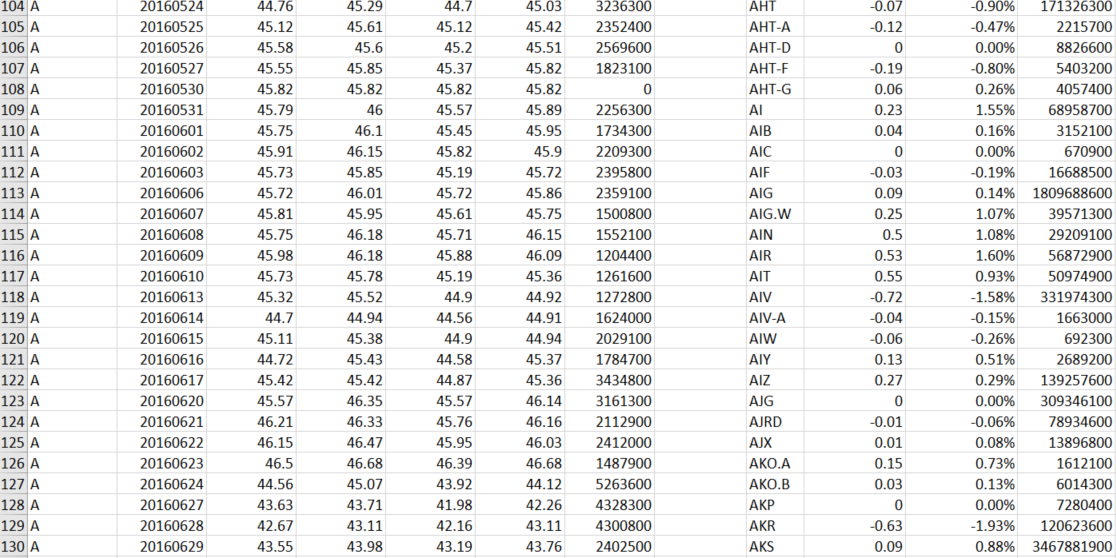 104 A 20160524 44.76 45.29 44.7 45.03 3236300 AHT -0.07 -0.90% 171326300
105 A 20160525 45.12 45.61 45.12 45.42 2352400 AHT-A -0.12 -0.47% 2215700
106 A 20160526 45.58 45.6 45.2 45.51 2569600 AHT-D 0 0.00% 8826600
107 A 20160527 45.55 45.85 45.37 45.82 1823100 AHT-F -0.19 -0.80% 5403200
108 A 20160530 45.82 45.82 45.82 45.82 0 AHT-G 0.06 0.26% 4057400
109 A 20160531 45.79 46 45.57 45.89 2256300 AI 0.23 1.55% 68958700
110 A 20160601 45.75 46.1 45.45 45.95 1734300 AIB 0.04 0.16% 3152100
111 A 20160602 45.91 46.15 45.82 45.9 2209300 AIC 0 0.00% 670900
112 A 20160603 45.73 45.85 45.19 45.72 2395800 AIF -0.03 -0.19% 16688500
113 A 20160606 45.72 46.01 45.72 45.86 2359100 AIG 0.09 0.14% 1809688600
114 A 20160607 45.81 45.95 45.61 45.75 1500800 AIG.W 0.25 1.07% 39571300
115 A 20160608 45.75 46.18 45.71 46.15 1552100 AIN 0.5 1.08% 29209100
116 A 20160609 45.98 46.18 45.88 46.09 1204400 AIR 0.53 1.60% 56872900
117 A 20160610 45.73 45.78 45.19 45.36 1261600 AIT 0.55 0.93% 50974900
118 A 20160613 45.32 45.52 44.9 44.92 1272800 AIV -0.72 -1.58% 331974300
119 A 20160614 44.7 44.94 44.56 44.91 1624000 AIV-A -0.04 -0.15% 1663000
120 A 20160615 45.11 45.38 44.9 44.94 2029100 AIW -0.06 -0.26% 692300
121 A 20160616 44.72 45.43 44.58 45.37 1784700 AIY 0.13 0.51% 2689200
122 A 20160617 45.42 45.42 44.87 45.36 3434800 AIZ 0.27 0.29% 139257600
123 A 20160620 45.57 46.35 45.57 46.14 3161300 AJG 0 0.00% 309346100
124 A 20160621 46.21 46.33 45.76 46.16 2112900 AJRD -0.01 -0.06% 78934600
125 A 20160622 46.15 46.47 45.95 46.03 2412000 AJX 0.01 0.08% 13896800
126 A 20160623 46.5 46.68 46.39 46.68 1487900 AKO.A 0.15 0.73% 1612100
127 A 20160624 44.56 45.07 43.92 44.12 5263600 AKO.B 0.03 0.13% 6014300
128 A 20160627 43.63 43.71 41.98 42.26 4328300 AKP 0 0.00% 7280400
129 A 20160628 42.67 43.11 42.16 43.11 4300800 AKR -0.63 -1.93% 120623600
130 A 20160629 43.55 43.98 43.19 43.76 2402500 AKS 0.09 0.88% 3467881900